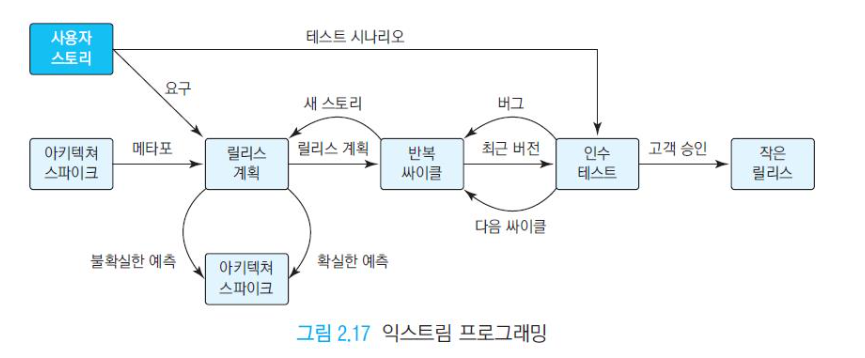 사용자
스토리
테스트 시나리오
요구
새 스토리
버그
아키텍쳐
스파이크
메타포
릴리스
계획
릴리스 계획
반복
싸이클
최근 버전
인수
테스트
고객 승인
작은
릴리스
다음 싸이클
불확실한 예측
아키텍쳐
스파이크
확실한 예측
그림 2.17 익스트림 프로그래밍